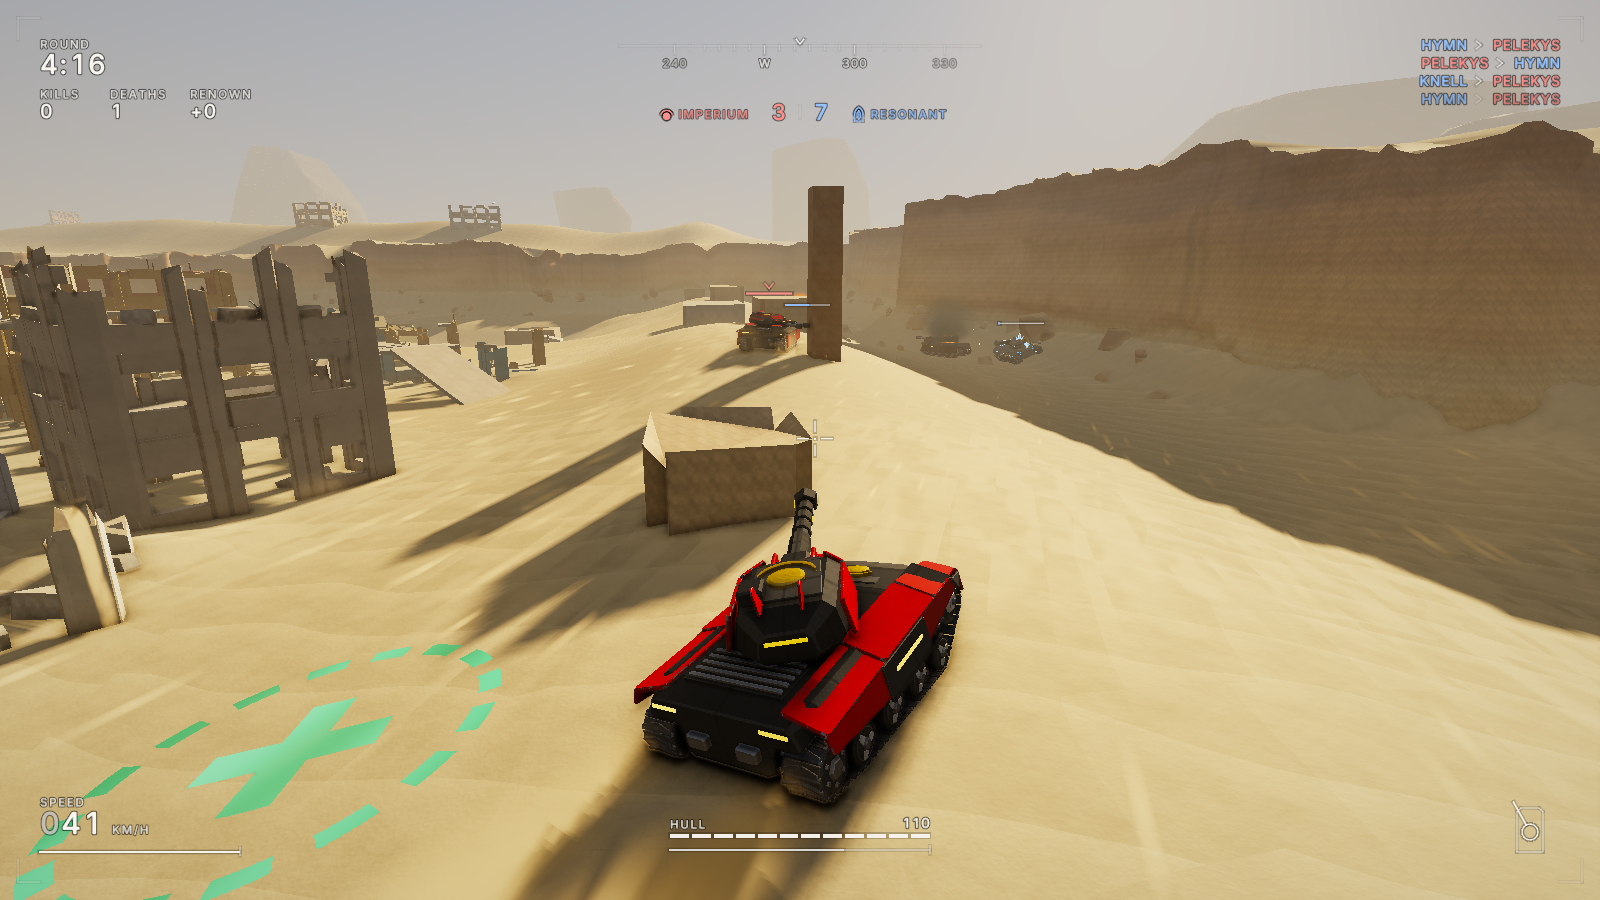 ROUND
4:16
KILLS DEATHS RENOWN
0 1 +0
240 W 300 330
IMPERIUM 3 7 RESONANT
HYMN > PELEKYS
PELEKYS > HYMN
KNELL > PELEKYS
HYMN > PELEKYS
SPEED
041 KM/H
HULL 110